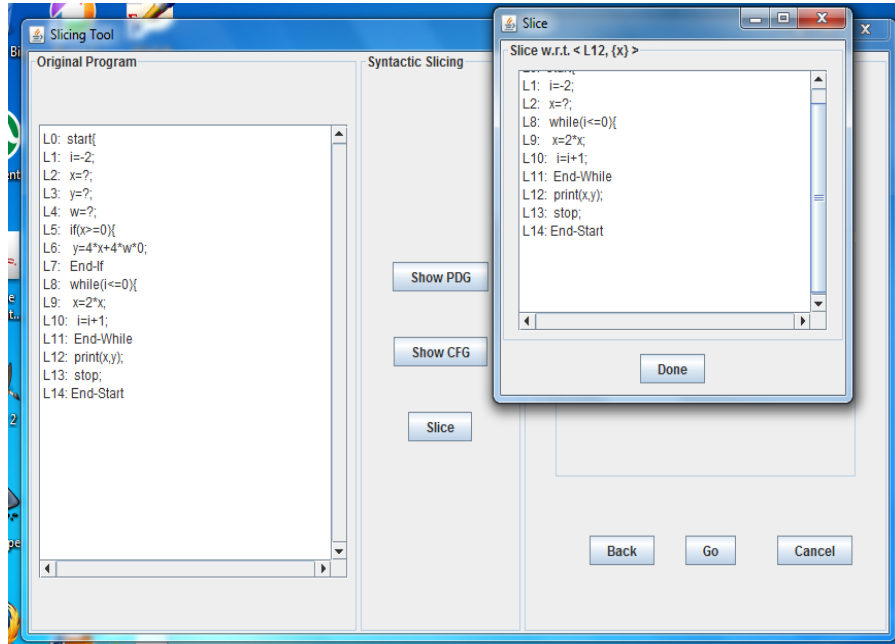 Slicing Tool
Original Program
L0: start{
L1: i=-2;
L2: x=?;
L3: y=?;
L4: w=?;
L5: if(x>=0){
L6: y=4*x+4*w*0;
L7: End-If
L8: while(i<=0){
L9: x=2*x;
L10: i=i+1;
L11: End-While
L12: print(x,y);
L13: stop;
L14: End-Start
Syntactic Slicing
Show PDG
Show CFG
Slice
Slice
Slice w.r.t. < L12, {x} >
L1: i=-2;
L2: x=?;
L8: while(i<=0){
L9: x=2*x;
L10: i=i+1;
L11: End-While
L12: print(x,y);
L13: stop;
L14: End-Start
Done
Back
Go
Cancel